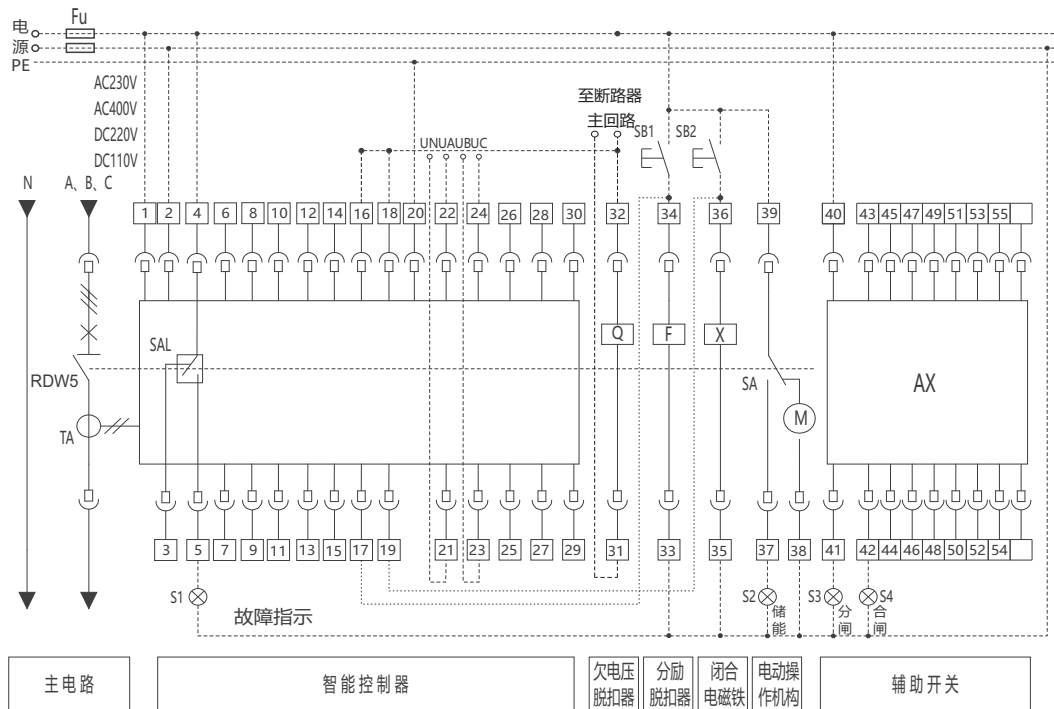 电 Fu
源
PE
AC230V
AC400V
DC220V
DC110V
至断路器
主回路
SB1 SB2
UNUAUBUC
N A、B、C
1 2 4 6 8 10 12 14 16 18 20 22 24 26 28 30 32 34 36 39 40 43 45 47 49 51 53 55
Q F X
SAL
RDW5
SA
AX
M
TA
3 5 7 9 11 13 15 17 19 21 23 25 27 29 31 33 35 37 38 41 42 44 46 48 50 52 54
S1 S2 S3 S4
故障指示
储能
分闸
合闸
主电路 智能控制器 欠电压脱扣器 分励脱扣器 闭合电磁铁 电动操作机构 辅助开关